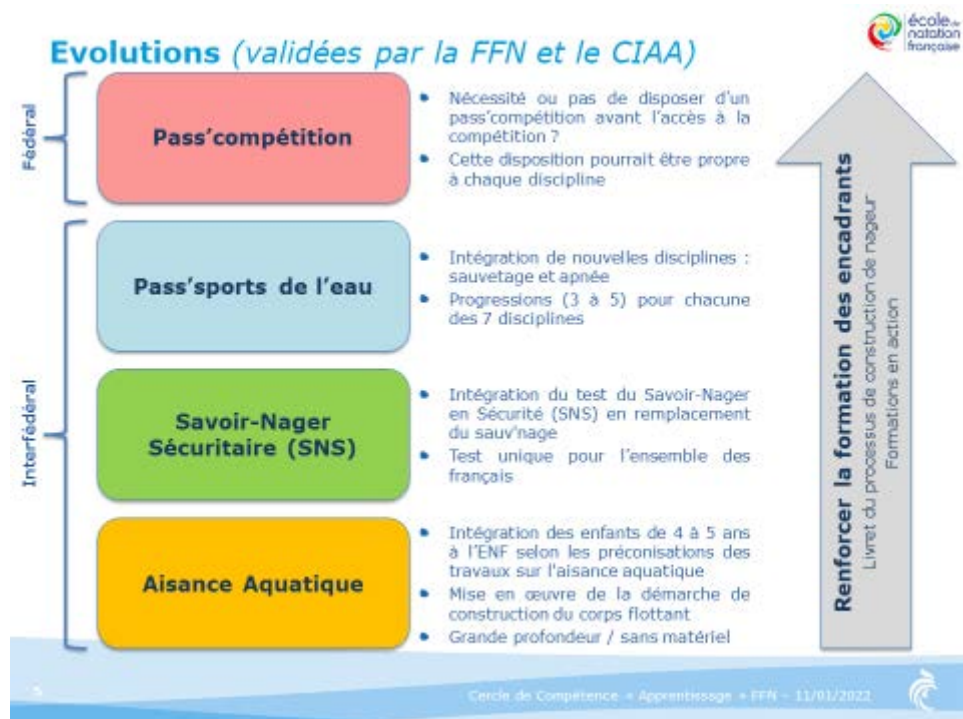 école de
natation
française
Evolutions (validées par la FFN et le CIAA)
Fédéral
Pass'compétition
• Nécessité ou pas de disposer d'un
pass'compétition avant l'accès à la
compétition ?
• Cette disposition pourrait être propre
à chaque discipline
Interfédéral
Pass'sports de l'eau
• Intégration de nouvelles disciplines :
sauvetage et apnée
• Progressions (3 à 5) pour chacune
des 7 disciplines
Savoir-Nager
Sécuritaire (SNS)
• Intégration du test du Savoir-Nager
en Sécurité (SNS) en remplacement
du sauv'nage
• Test unique pour l'ensemble des
français
Aisance Aquatique
• Intégration des enfants de 4 à 5 ans
à l'ENF selon les préconisations des
travaux sur l'aisance aquatique
• Mise en œuvre de la démarche de
construction du corps flottant
• Grande profondeur / sans matériel
Renforcer la formation des encadrants
Livret du processus de construction de nageur
Formations en action
5
Cercle de Compétence « Apprentissage » FFN – 11/01/2022